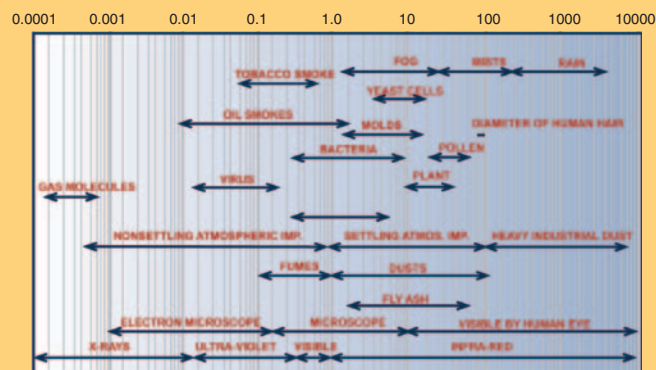 0.0001 0.001 0.01 0.1 1.0 10 100 1000 10000
FOG MISTS RAIN
TOBACCO SMOKE
YEAST CELLS
OIL SMOKES
MOLDS DIAMETER OF HUMAN HAIR
BACTERIA POLLEN
GAS MOLECULES VIRUS PLANT
NONSETTLING ATMOSPHERIC IMP. SETTLING ATMOS. IMP. HEAVY INDUSTRIAL DUST
FUMES DUSTS
FLY ASH
ELECTRON MICROSCOPE MICROSCOPE VISIBLE BY HUMAN EYE
X-RAYS ULTRA-VIOLET VISIBLE INFRA-RED